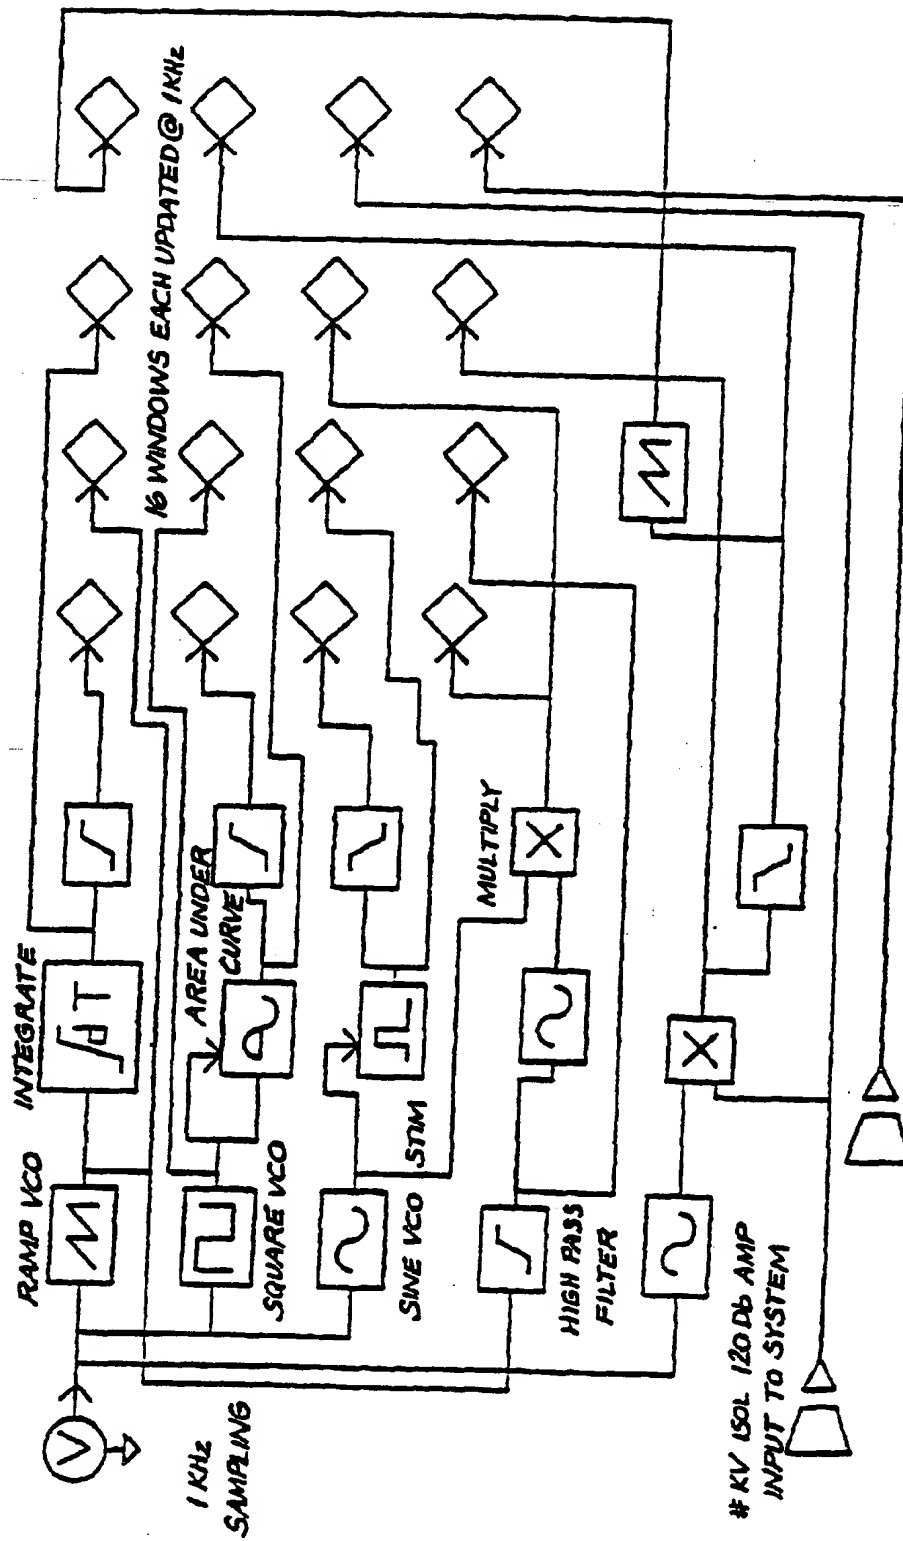 RAMP VCO
INTEGRATE
∫dT
16 WINDOWS EACH UPDATED @ 1KHz
V
1 KHz
SAMPLING
SQUARE VCO
AREA UNDER
CURVE
SINE VCO
STIM
MULTIPLY
X
HIGH PASS
FILTER
X
# KV ISOL 120 Db AMP
INPUT TO SYSTEM